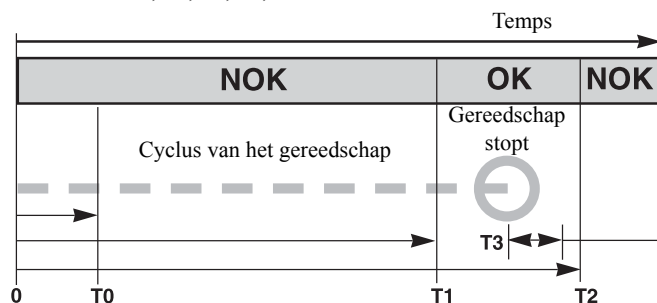 Temps
NOK OK NOK
Gereedschap
stopt
Cyclus van het gereedschap
T3
0 T0 T1 T2